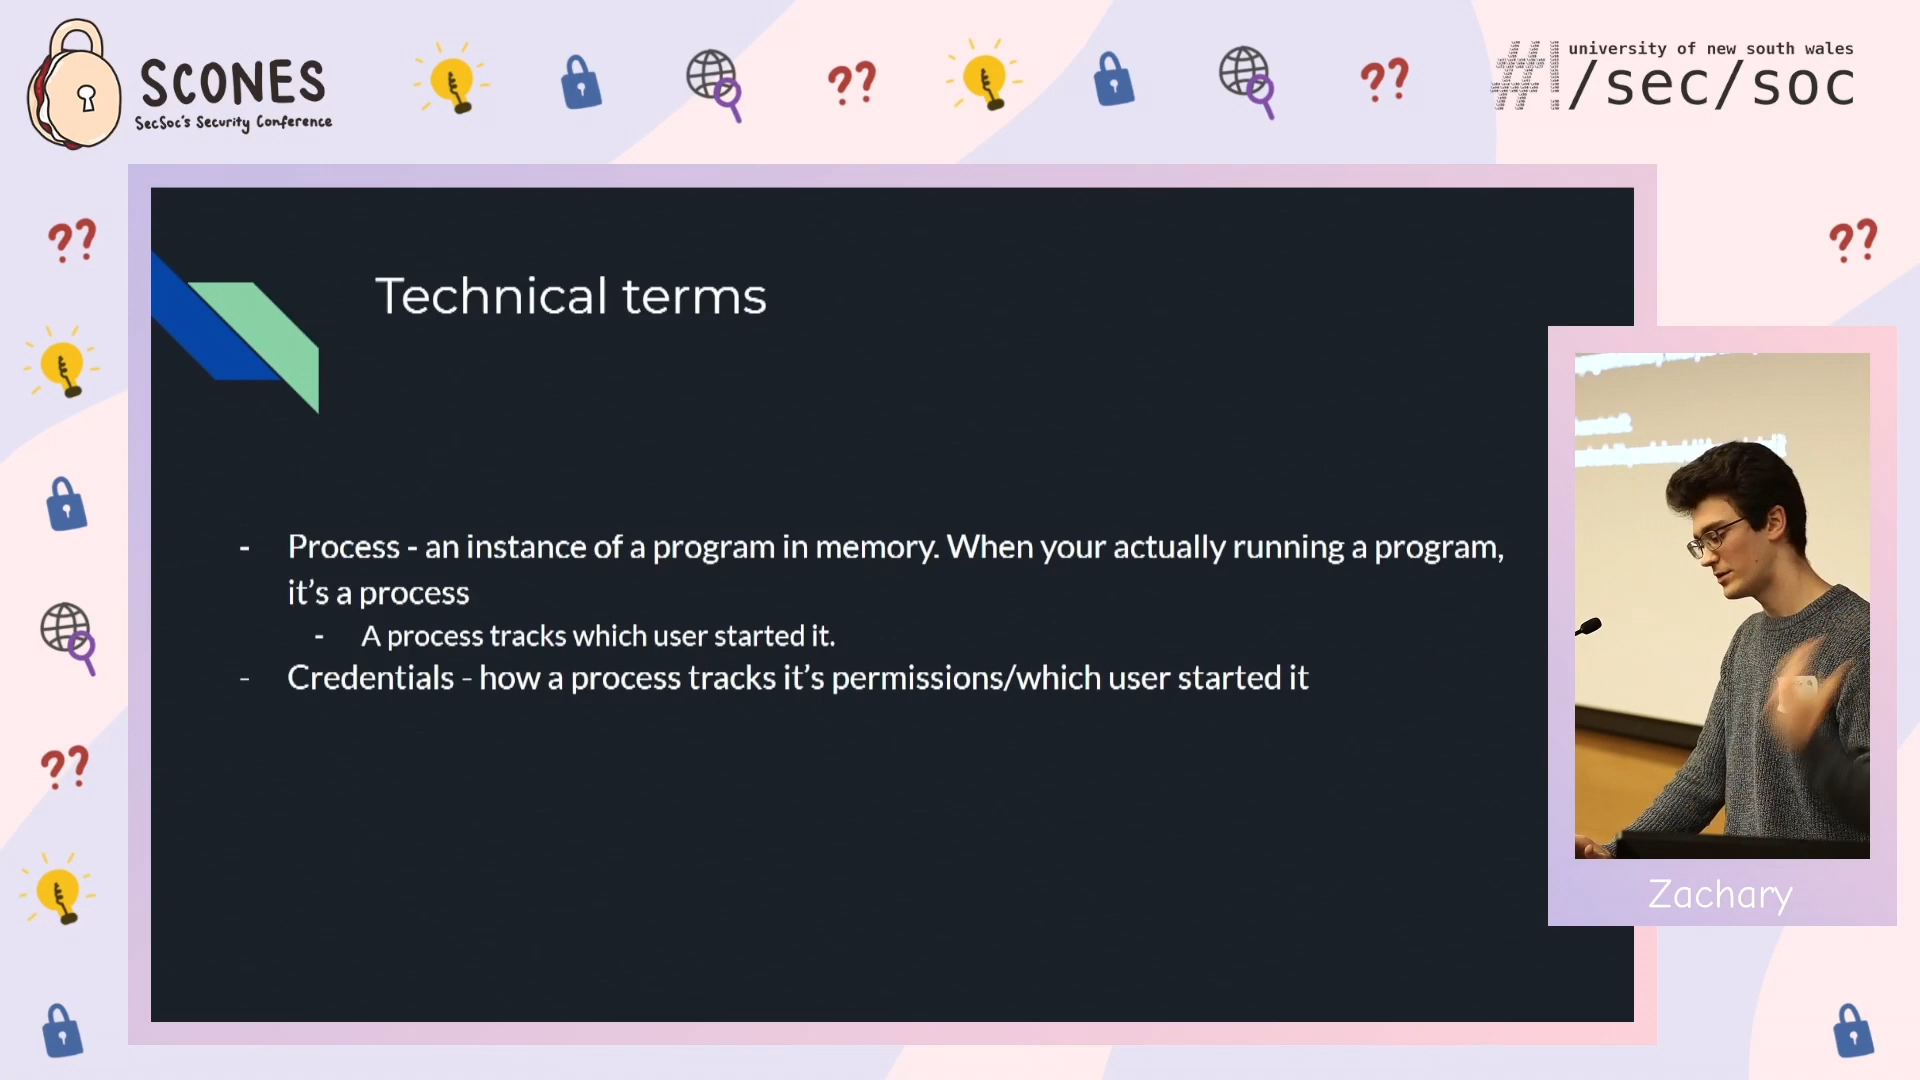 SCONES
SecSoc's Security Conference
university of new south wales
/sec/soc
Technical terms
- Process - an instance of a program in memory. When your actually running a program,
it's a process
- A process tracks which user started it.
- Credentials - how a process tracks it's permissions/which user started it
Zachary